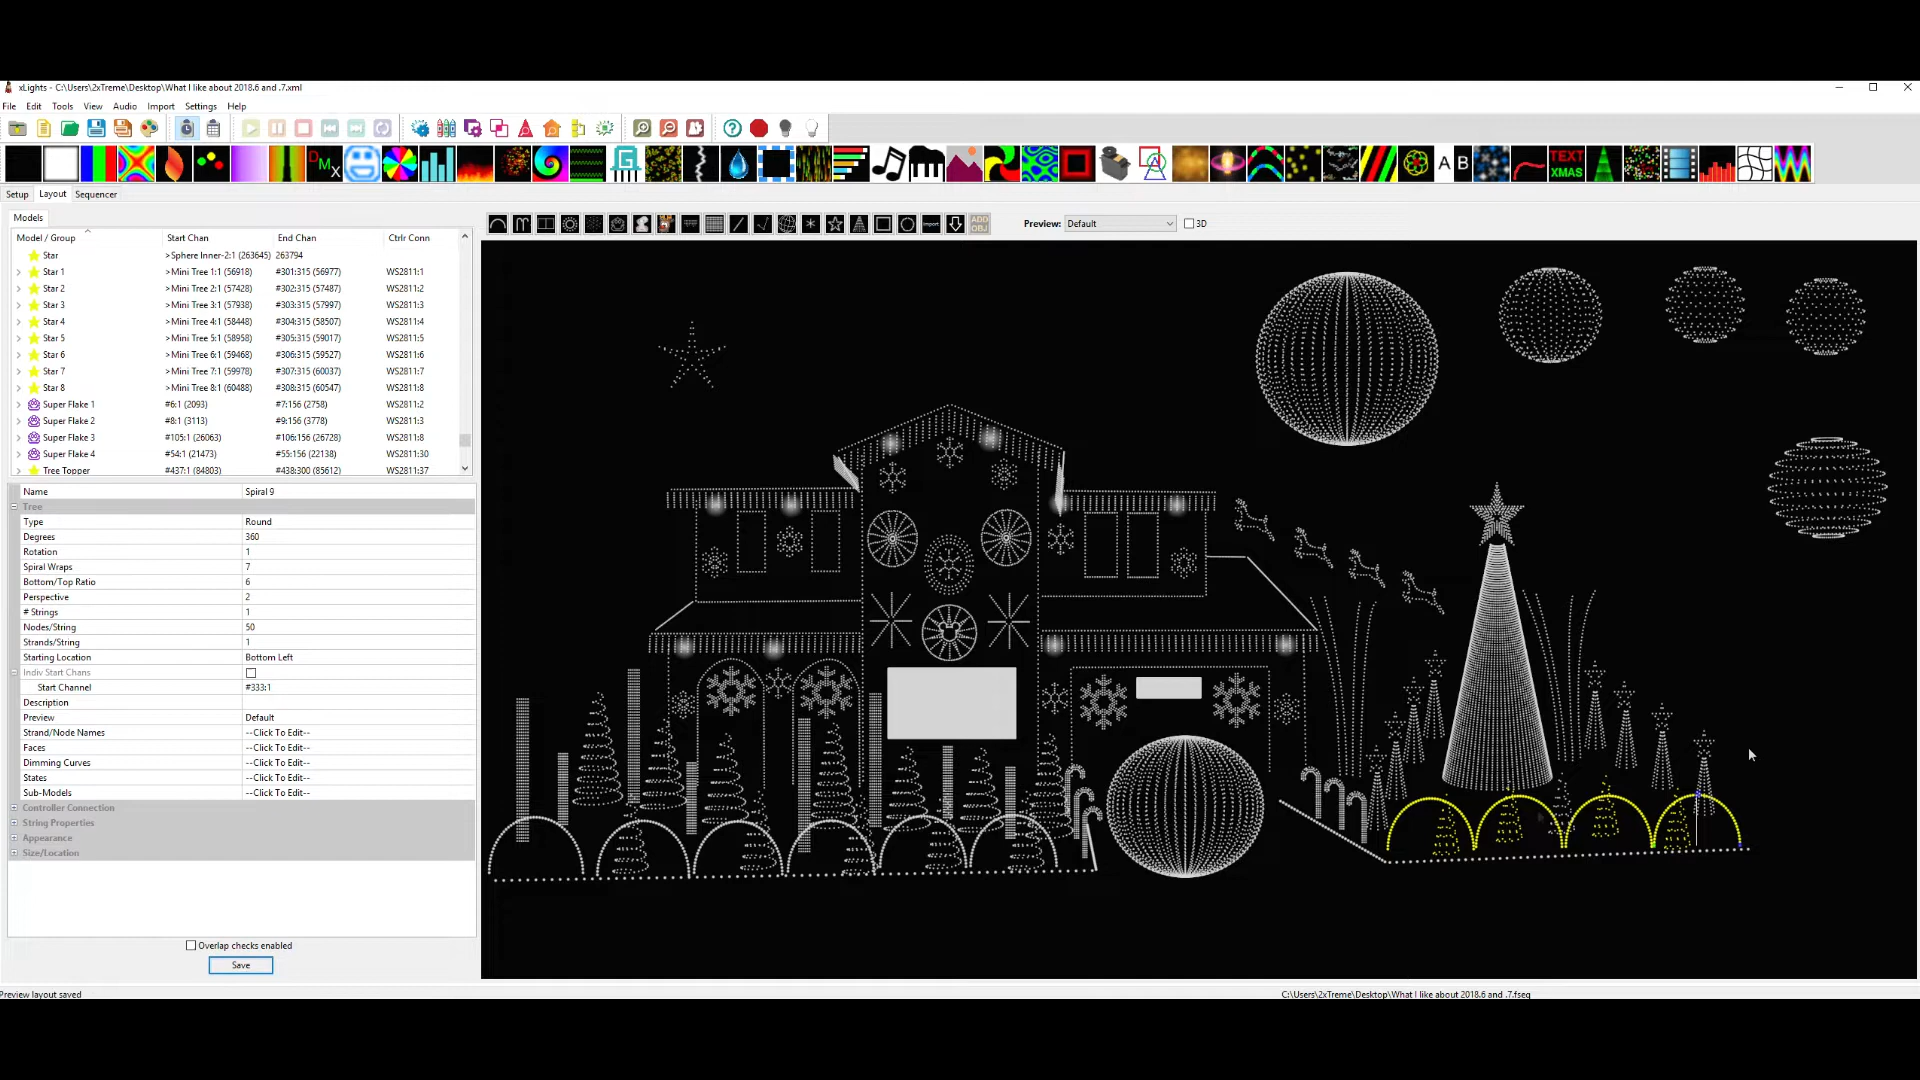 xLights - C:\Users\2xTreme\Desktop\What I like about 2018.6 and .7.xml
File Edit Tools View Audio Import Settings Help
DMX A B TEXT XMAS
Setup Layout Sequencer
Models
Import ADD OBJ Preview: Default 3D
Model / Group Start Chan End Chan Ctrlr Conn
Star >Sphere Inner-2:1 (263645) 263794
Star 1 >Mini Tree 1:1 (56918) #301:315 (56977) WS2811:1
Star 2 >Mini Tree 2:1 (57428) #302:315 (57487) WS2811:2
Star 3 >Mini Tree 3:1 (57938) #303:315 (57997) WS2811:3
Star 4 >Mini Tree 4:1 (58448) #304:315 (58507) WS2811:4
Star 5 >Mini Tree 5:1 (58958) #305:315 (59017) WS2811:5
Star 6 >Mini Tree 6:1 (59468) #306:315 (59527) WS2811:6
Star 7 >Mini Tree 7:1 (59978) #307:315 (60037) WS2811:7
Star 8 >Mini Tree 8:1 (60488) #308:315 (60547) WS2811:8
Super Flake 1 #6:1 (2093) #7:156 (2758) WS2811:2
Super Flake 2 #8:1 (3113) #9:156 (3778) WS2811:3
Super Flake 3 #105:1 (26063) #106:156 (26728) WS2811:8
Super Flake 4 #54:1 (21473) #55:156 (22138) WS2811:30
Tree Topper #437:1 (84803) #438:300 (85612) WS2811:37
Name Spiral 9
Tree
Type Round
Degrees 360
Rotation 1
Spiral Wraps 7
Bottom/Top Ratio 6
Perspective 2
# Strings 1
Nodes/String 50
Strands/String 1
Starting Location Bottom Left
Indiv Start Chans
Start Channel #333:1
Description
Preview Default
Strand/Node Names --Click To Edit--
Faces --Click To Edit--
Dimming Curves --Click To Edit--
States --Click To Edit--
Sub-Models --Click To Edit--
Controller Connection
String Properties
Appearance
Size/Location
Overlap checks enabled
Save
Preview layout saved C:\Users\2xTreme\Desktop\What I like about 2018.6 and .7.fseq